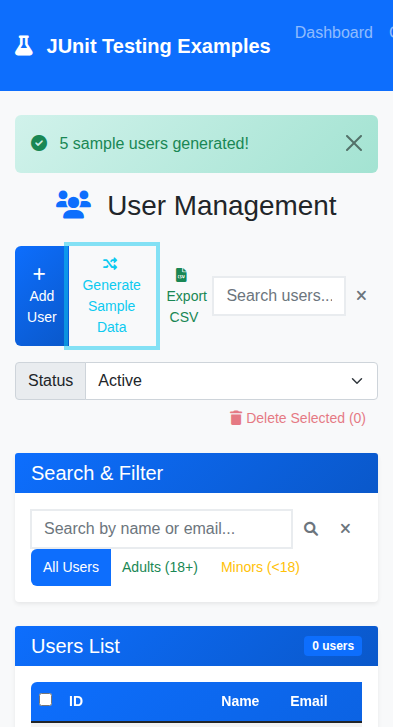 JUnit Testing Examples
Dashboard
5 sample users generated!
User Management
Add
User
Generate
Sample
Data
Export
CSV
Search users...
Status
Active
Delete Selected (0)
Search & Filter
Search by name or email...
All Users
Adults (18+)
Minors (<18)
Users List
0 users
ID
Name
Email